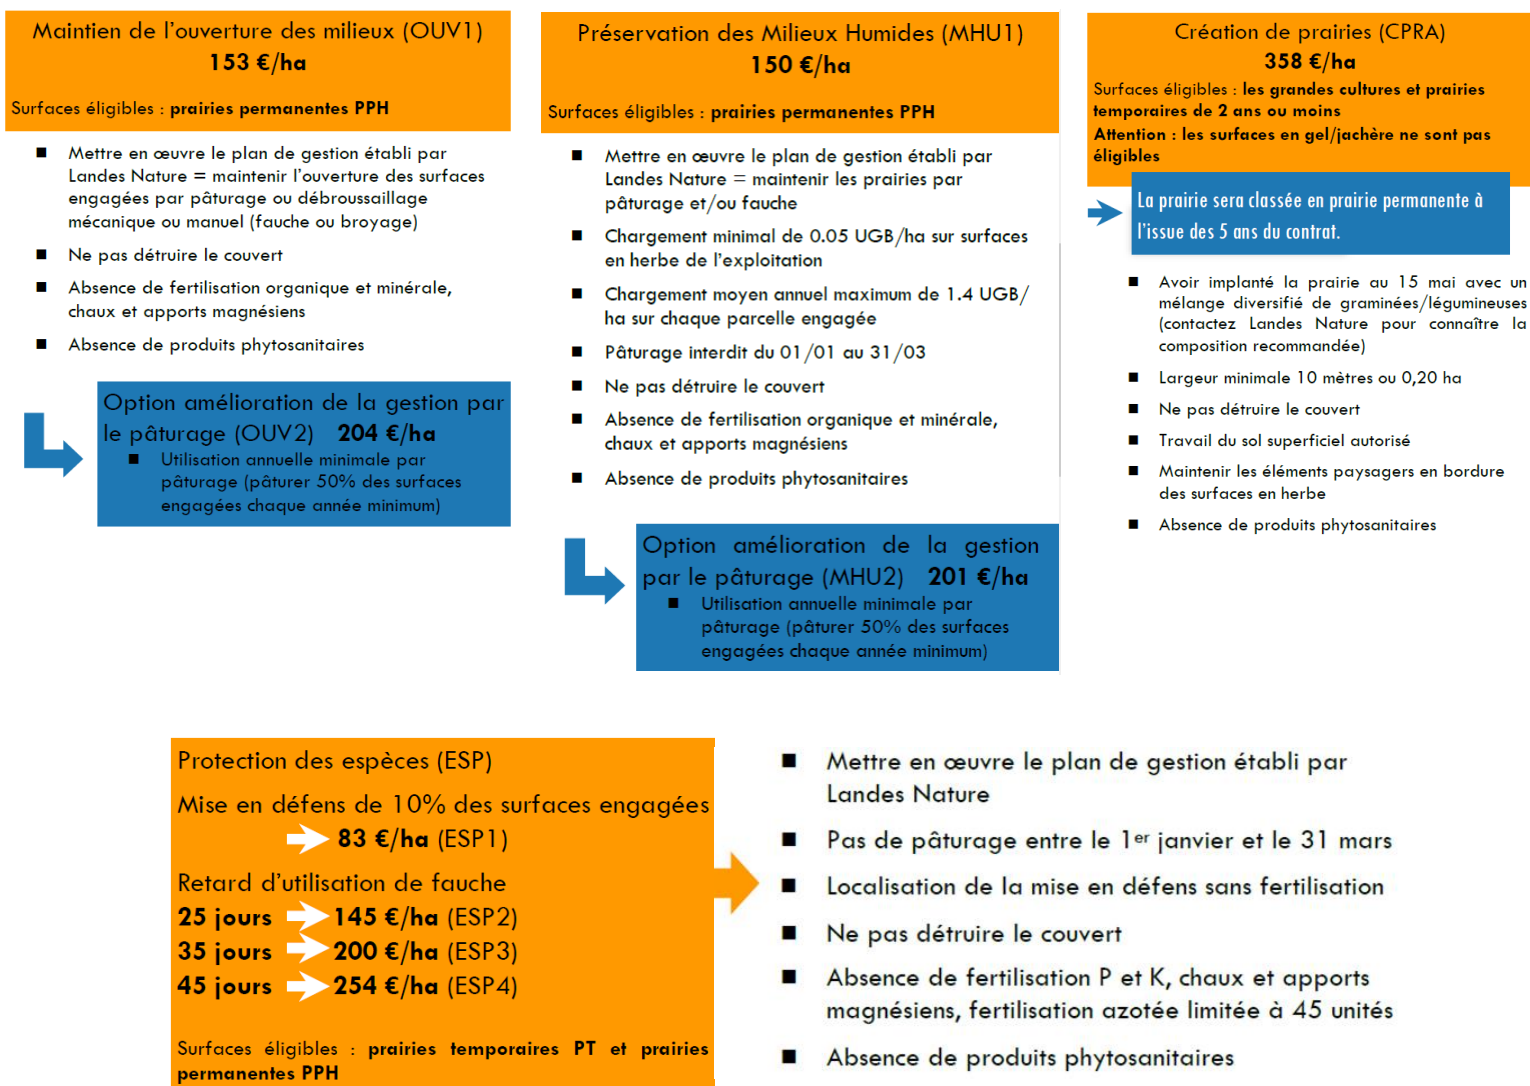 Maintien de l'ouverture des milieux (OUV1)
153 €/ha
Surfaces éligibles : prairies permanentes PPH
■ Mettre en œuvre le plan de gestion établi par
Landes Nature = maintenir l'ouverture des surfaces
engagées par pâturage ou débroussaillage
mécanique ou manuel (fauche ou broyage)
■ Ne pas détruire le couvert
■ Absence de fertilisation organique et minérale,
chaux et apports magnésiens
■ Absence de produits phytosanitaires
Option amélioration de la gestion par
le pâturage (OUV2) 204 €/ha
■ Utilisation annuelle minimale par
pâturage (pâturer 50% des surfaces
engagées chaque année minimum)
Préservation des Milieux Humides (MHU1)
150 €/ha
Surfaces éligibles : prairies permanentes PPH
■ Mettre en œuvre le plan de gestion établi par
Landes Nature = maintenir les prairies par
pâturage et/ou fauche
■ Chargement minimal de 0.05 UGB/ha sur surfaces
en herbe de l'exploitation
■ Chargement moyen annuel maximum de 1.4 UGB/
ha sur chaque parcelle engagée
■ Pâturage interdit du 01/01 au 31/03
■ Ne pas détruire le couvert
■ Absence de fertilisation organique et minérale,
chaux et apports magnésiens
■ Absence de produits phytosanitaires
Option amélioration de la gestion
par le pâturage (MHU2) 201 €/ha
■ Utilisation annuelle minimale par
pâturage (pâturer 50% des surfaces
engagées chaque année minimum)
Création de prairies (CPRA)
358 €/ha
Surfaces éligibles : les grandes cultures et prairies
temporaires de 2 ans ou moins
Attention : les surfaces en gel/jachère ne sont pas
éligibles
La prairie sera classée en prairie permanente à
l'issue des 5 ans du contrat.
■ Avoir implanté la prairie au 15 mai avec un
mélange diversifié de graminées/légumineuses
(contactez Landes Nature pour connaître la
composition recommandée)
■ Largeur minimale 10 mètres ou 0,20 ha
■ Ne pas détruire le couvert
■ Travail du sol superficiel autorisé
■ Maintenir les éléments paysagers en bordure
des surfaces en herbe
■ Absence de produits phytosanitaires
Protection des espèces (ESP)
Mise en défens de 10% des surfaces engagées
83 €/ha (ESP1)
Retard d'utilisation de fauche
25 jours 145 €/ha (ESP2)
35 jours 200 €/ha (ESP3)
45 jours 254 €/ha (ESP4)
Surfaces éligibles : prairies temporaires PT et prairies
permanentes PPH
■ Mettre en œuvre le plan de gestion établi par
Landes Nature
■ Pas de pâturage entre le 1er janvier et le 31 mars
■ Localisation de la mise en défens sans fertilisation
■ Ne pas détruire le couvert
■ Absence de fertilisation P et K, chaux et apports
magnésiens, fertilisation azotée limitée à 45 unités
■ Absence de produits phytosanitaires